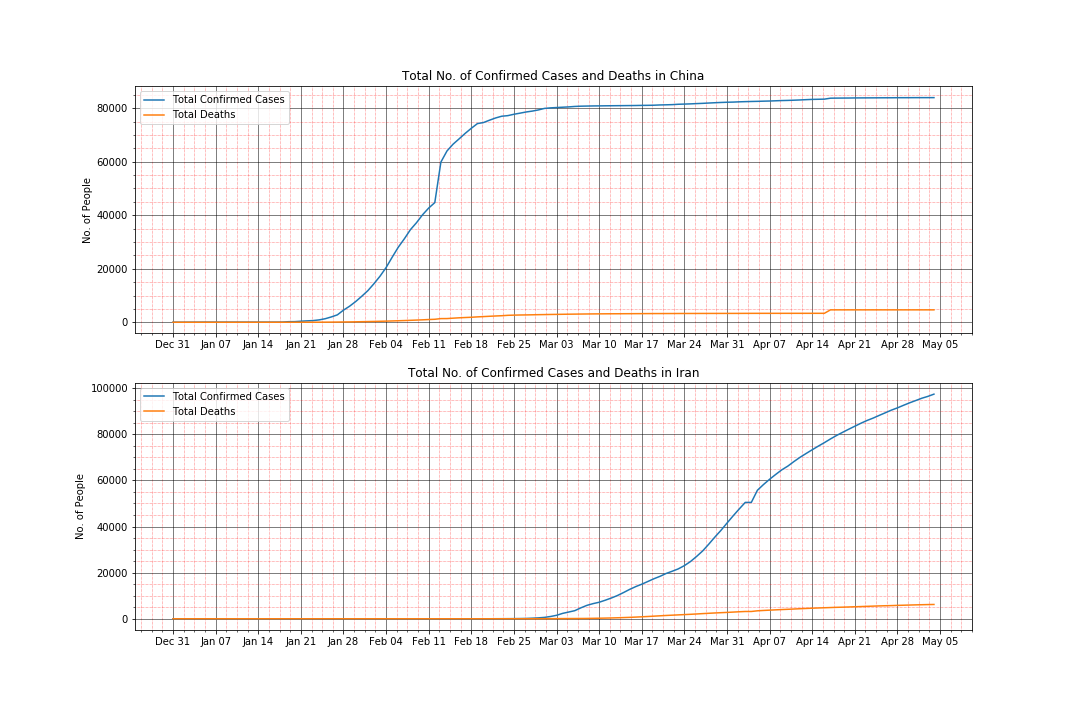 Total No. of Confirmed Cases and Deaths in China
Total Confirmed Cases
Total Deaths
80000
60000
40000
20000
0
No. of People
Dec 31 Jan 07 Jan 14 Jan 21 Jan 28 Feb 04 Feb 11 Feb 18 Feb 25 Mar 03 Mar 10 Mar 17 Mar 24 Mar 31 Apr 07 Apr 14 Apr 21 Apr 28 May 05
Total No. of Confirmed Cases and Deaths in Iran
Total Confirmed Cases
Total Deaths
100000
80000
60000
40000
20000
0
No. of People
Dec 31 Jan 07 Jan 14 Jan 21 Jan 28 Feb 04 Feb 11 Feb 18 Feb 25 Mar 03 Mar 10 Mar 17 Mar 24 Mar 31 Apr 07 Apr 14 Apr 21 Apr 28 May 05